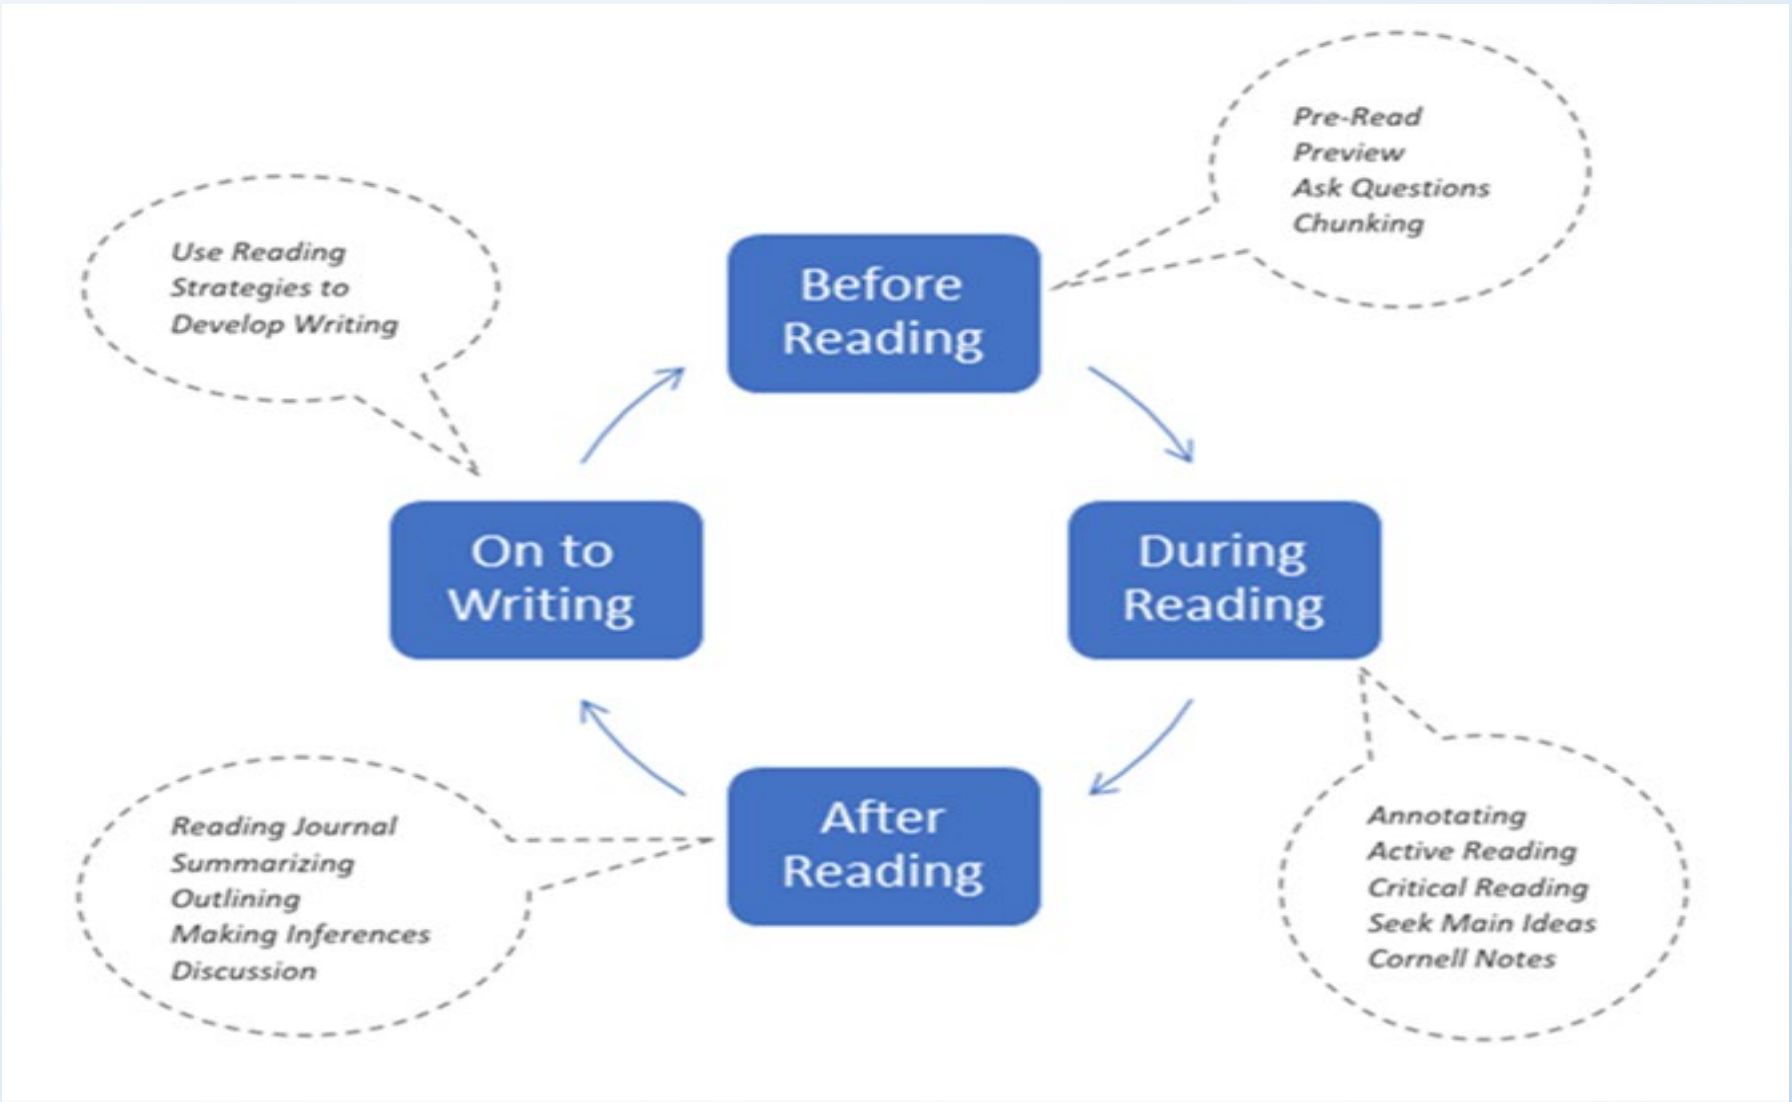 Before
Reading
Pre-Read
Preview
Ask Questions
Chunking
During
Reading
Annotating
Active Reading
Critical Reading
Seek Main Ideas
Cornell Notes
After
Reading
Reading Journal
Summarizing
Outlining
Making Inferences
Discussion
On to
Writing
Use Reading
Strategies to
Develop Writing